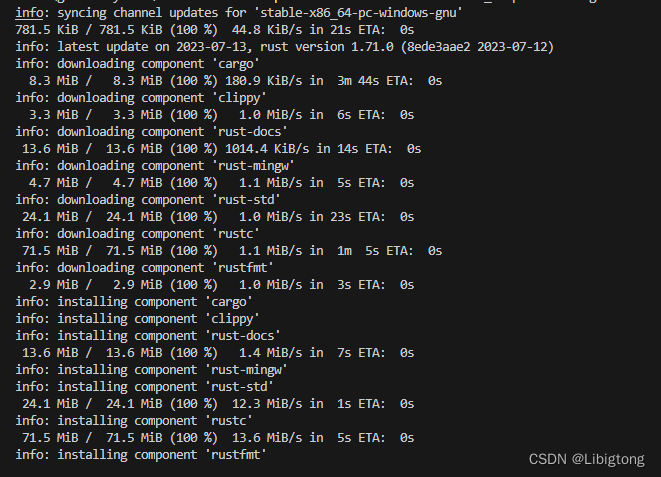 info: syncing channel updates for 'stable-x86_64-pc-windows-gnu'
781.5 KiB / 781.5 KiB (100 %)  44.8 KiB/s in 21s ETA:  0s
info: latest update on 2023-07-13, rust version 1.71.0 (8ede3aae2 2023-07-12)
info: downloading component 'cargo'
  8.3 MiB /   8.3 MiB (100 %) 180.9 KiB/s in  3m 44s ETA:  0s
info: downloading component 'clippy'
  3.3 MiB /   3.3 MiB (100 %)   1.0 MiB/s in  6s ETA:  0s
info: downloading component 'rust-docs'
 13.6 MiB /  13.6 MiB (100 %) 1014.4 KiB/s in 14s ETA:  0s
info: downloading component 'rust-mingw'
  4.7 MiB /   4.7 MiB (100 %)   1.1 MiB/s in  5s ETA:  0s
info: downloading component 'rust-std'
 24.1 MiB /  24.1 MiB (100 %)   1.0 MiB/s in 23s ETA:  0s
info: downloading component 'rustc'
 71.5 MiB /  71.5 MiB (100 %)   1.1 MiB/s in  1m  5s ETA:  0s
info: downloading component 'rustfmt'
  2.9 MiB /   2.9 MiB (100 %)   1.0 MiB/s in  3s ETA:  0s
info: installing component 'cargo'
info: installing component 'clippy'
info: installing component 'rust-docs'
 13.6 MiB /  13.6 MiB (100 %)   1.4 MiB/s in  7s ETA:  0s
info: installing component 'rust-mingw'
info: installing component 'rust-std'
 24.1 MiB /  24.1 MiB (100 %)  12.3 MiB/s in  1s ETA:  0s
info: installing component 'rustc'
 71.5 MiB /  71.5 MiB (100 %)  13.6 MiB/s in  5s ETA:  0s
info: installing component 'rustfmt'
CSDN @Libigtong